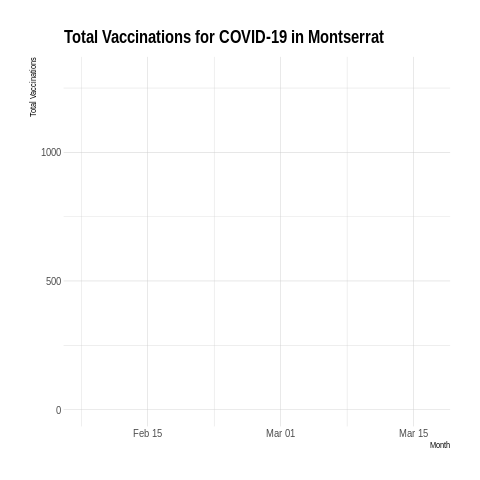 Total Vaccinations for COVID-19 in Montserrat
Total Vaccinations
1000
500
0
Feb 15
Mar 01
Mar 15
Month